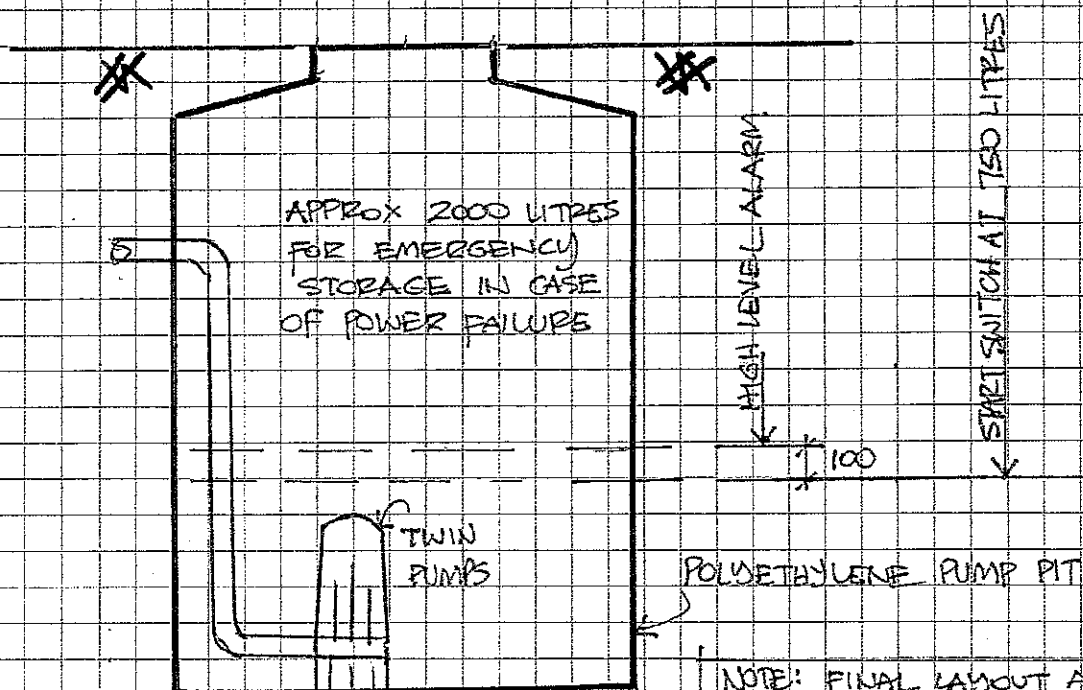 APPROX 2000 LITRES
FOR EMERGENCY
STORAGE IN CASE
OF POWER FAILURE
HIGH LEVEL ALARM
START SWITCH AT 750 LITRES
100
TWIN
PUMPS
POLYETHYLENE PUMP PIT
NOTE: FINAL LAYOUT A